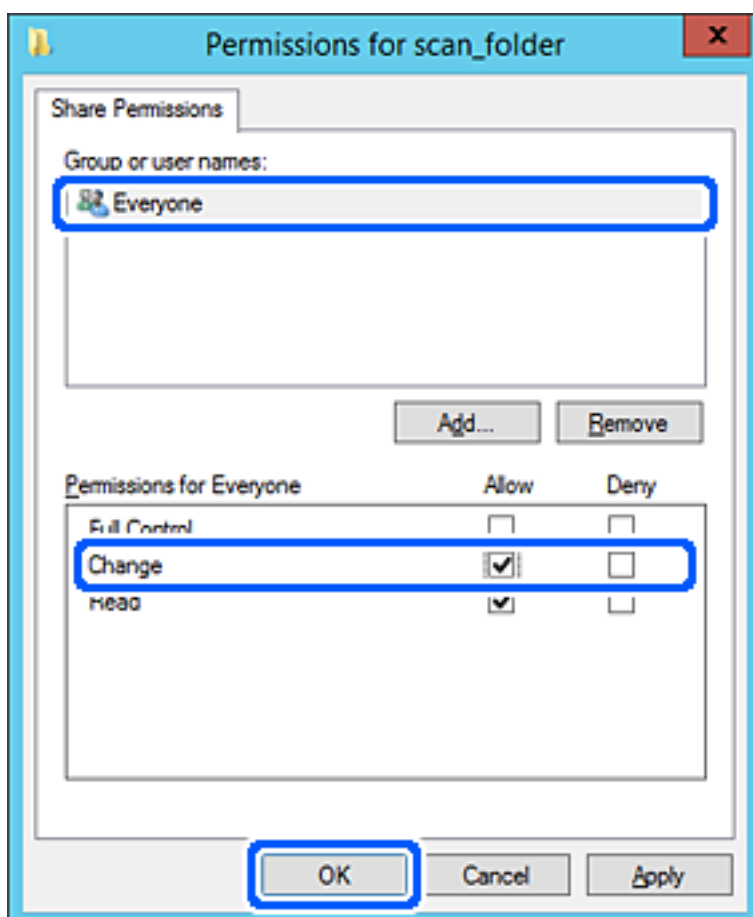 Permissions for scan_folder
x
Share Permissions
Group or user names:
Everyone
Add... Remove
Permissions for Everyone Allow Deny
Full Control
Change
Read
OK Cancel Apply